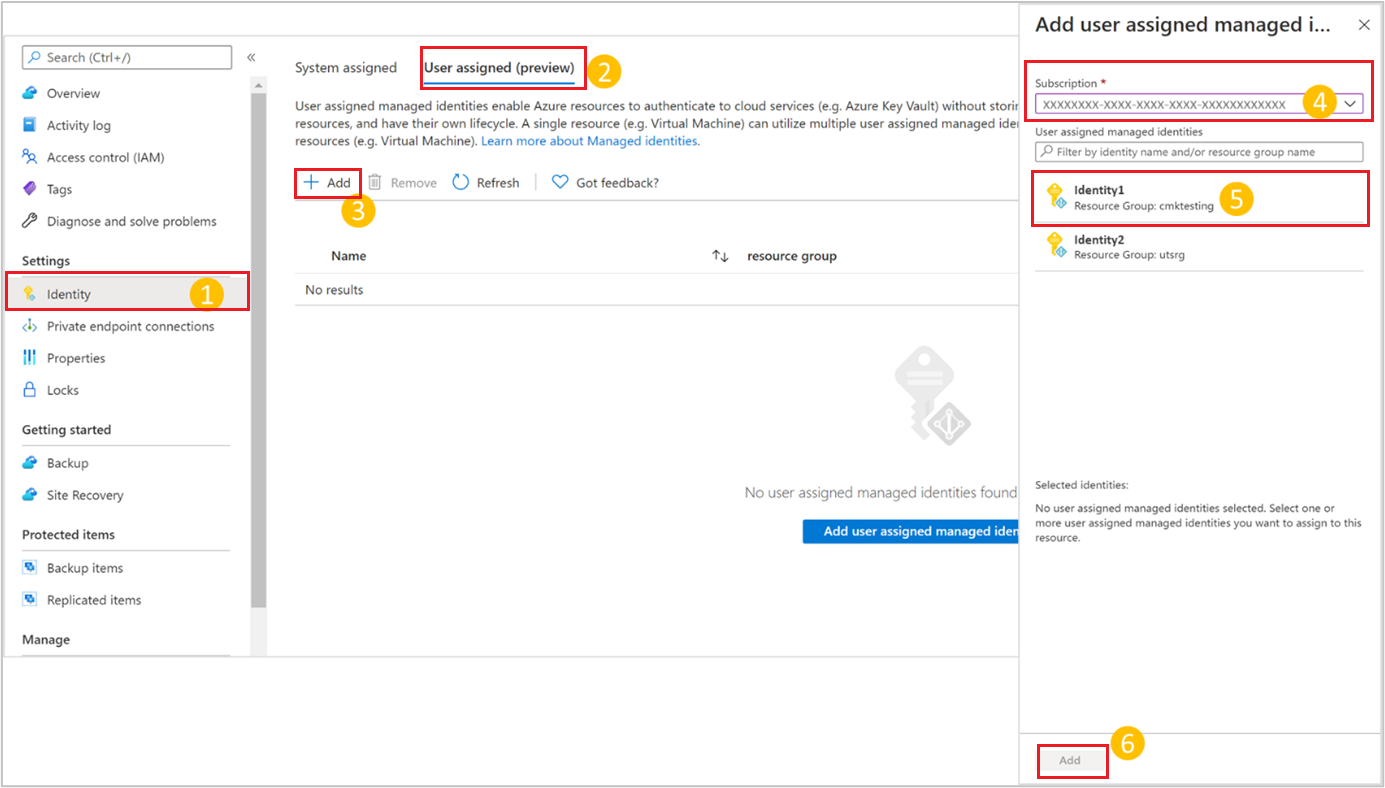 Search (Ctrl+/)
«
Overview
Activity log
Access control (IAM)
Tags
Diagnose and solve problems
Settings
Identity
1
Private endpoint connections
Properties
Locks
Getting started
Backup
Site Recovery
Protected items
Backup items
Replicated items
Manage
System assigned
User assigned (preview)
2
User assigned managed identities enable Azure resources to authenticate to cloud services (e.g. Azure Key Vault) without storin
resources, and have their own lifecycle. A single resource (e.g. Virtual Machine) can utilize multiple user assigned managed iden
resources (e.g. Virtual Machine). Learn more about Managed identities.
Add
Remove
Refresh
Got feedback?
3
Name
resource group
No results
No user assigned managed identities found
Add user assigned managed iden
Add user assigned managed i...
Subscription *
XXXXXXXX-XXXX-XXXX-XXXX-XXXXXXXXXXXX
4
User assigned managed identities
Filter by identity name and/or resource group name
Identity1
Resource Group: cmktesting
5
Identity2
Resource Group: utsrg
Selected identities:
No user assigned managed identities selected. Select one or
more user assigned managed identities you want to assign to this
resource.
Add
6